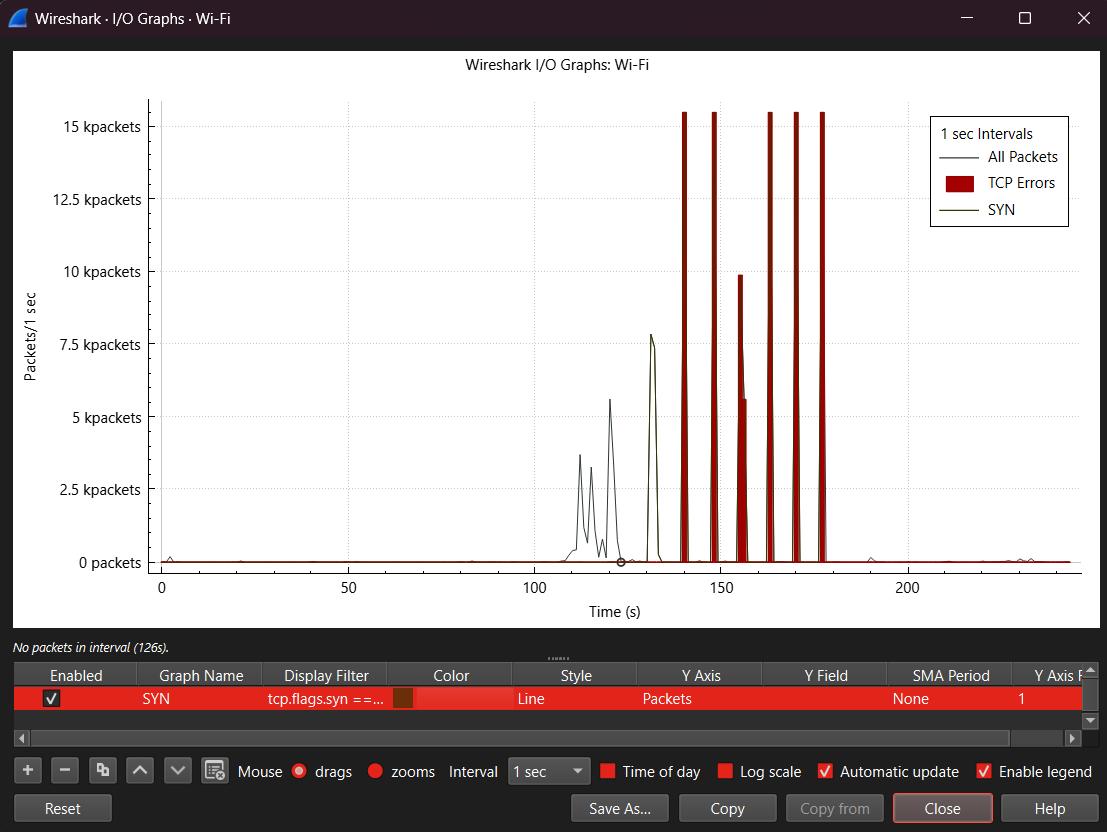 Wireshark · I/O Graphs · Wi-Fi
Wireshark I/O Graphs: Wi-Fi
15 kpackets
12.5 kpackets
10 kpackets
7.5 kpackets
5 kpackets
2.5 kpackets
0 packets
Packets/1 sec
1 sec Intervals
All Packets
TCP Errors
SYN
0 50 100 150 200
Time (s)
No packets in interval (126s).
Enabled Graph Name Display Filter Color Style Y Axis Y Field SMA Period Y Axis F
SYN tcp.flags.syn ==... Line Packets None 1
Mouse drags zooms Interval 1 sec Time of day Log scale Automatic update Enable legend
Reset Save As... Copy Copy from Close Help